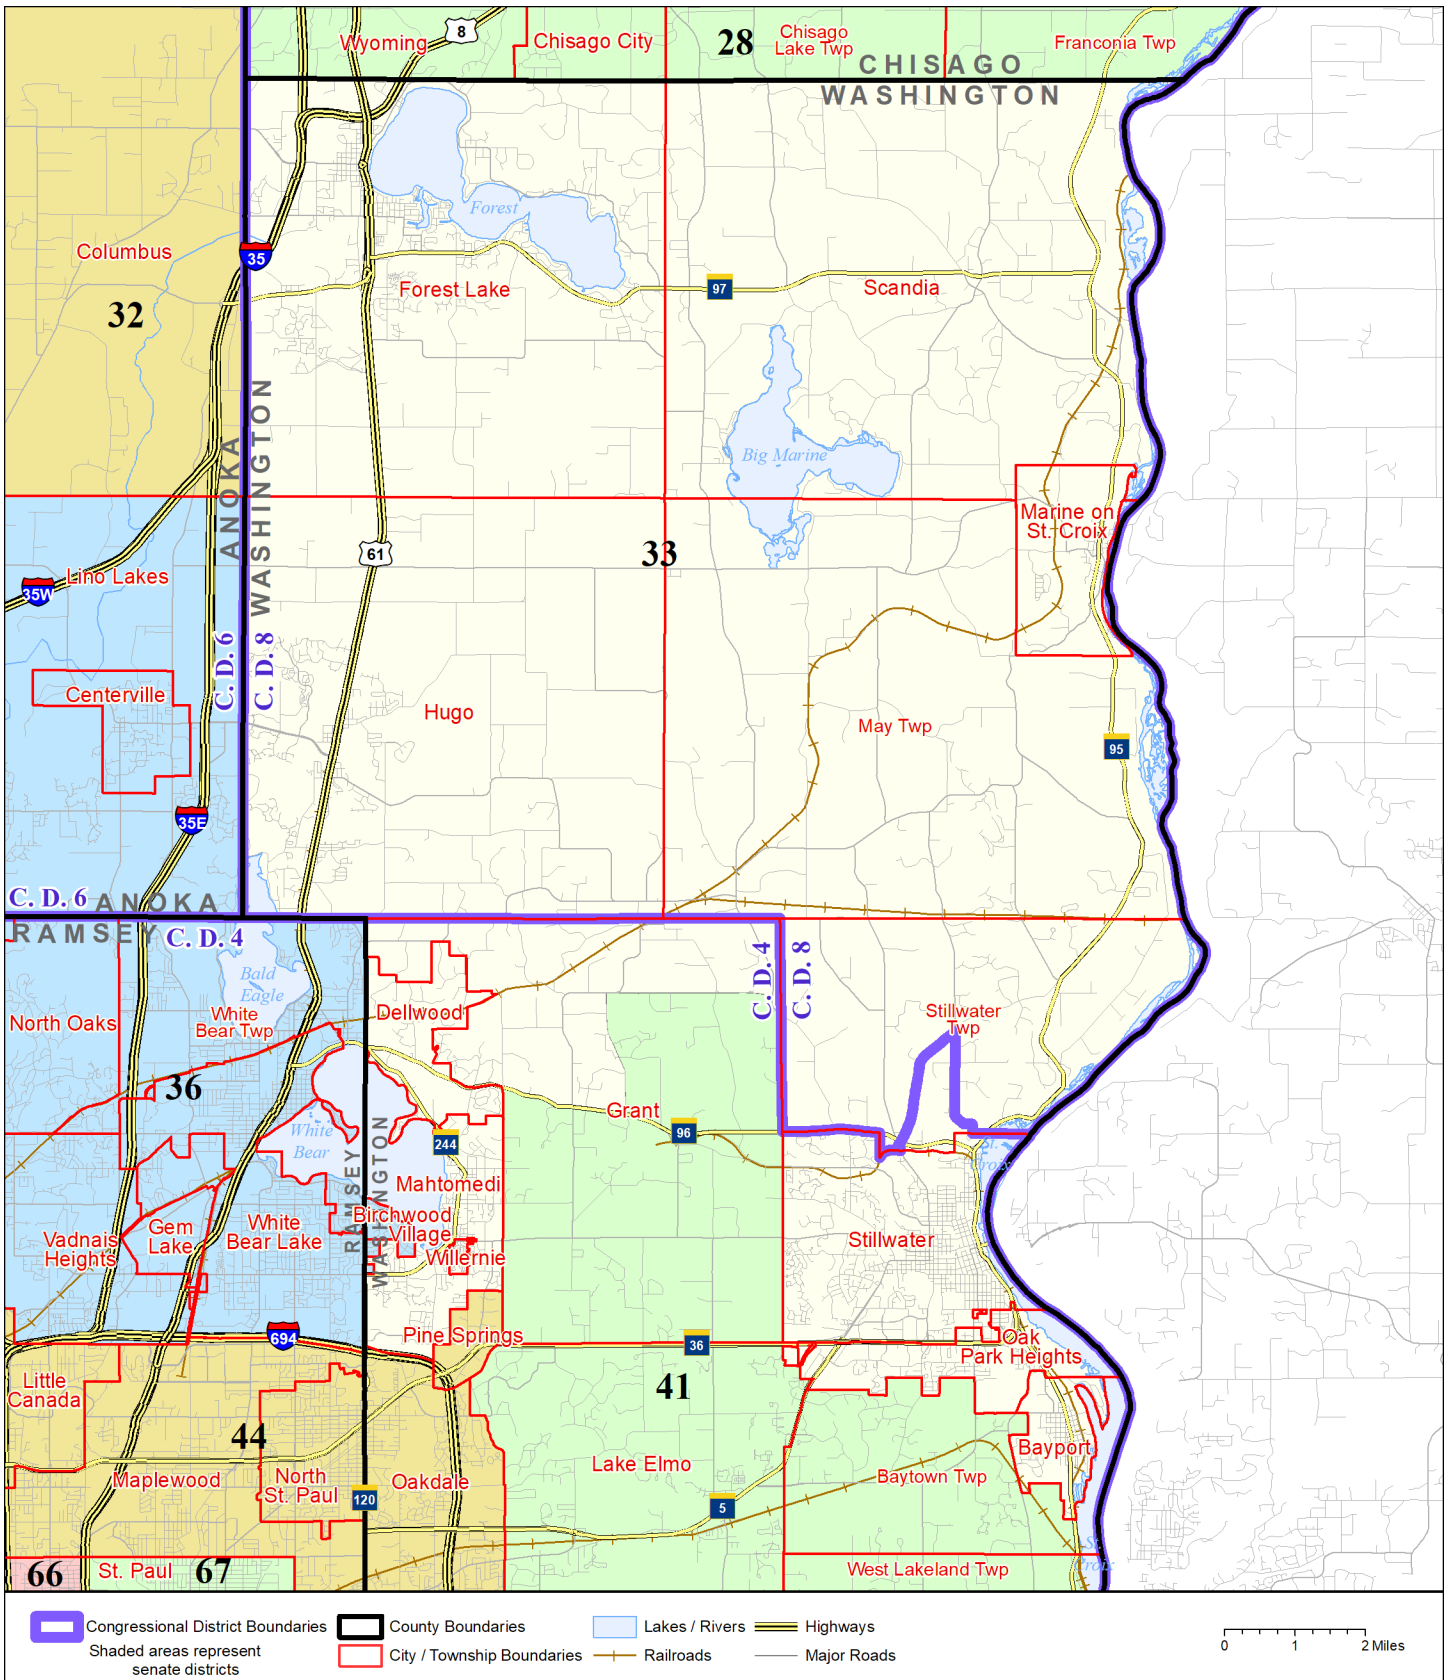 Wyoming
8
Chisago City
28
Chisago
Lake Twp
Franconia Twp
CHISAGO
WASHINGTON
Forest
Columbus
35
32
Forest Lake
97
Scandia
ANOKA
WASHINGTON
Big Marine
Marine on
St. Croix
61
33
Lino Lakes
35W
C. D. 6
C. D. 8
Centerville
Hugo
May Twp
95
35E
C. D. 6
ANOKA
RAMSEY
C. D. 4
Bald
Eagle
C. D. 4
C. D. 8
North Oaks
White
Bear Twp
Dellwood
Stillwater
Twp
36
Grant
96
White
Bear
244
RAMSEY
WASHINGTON
St.
Croix
Mahtomedi
Birchwood
Village
Willernie
Vadnais
Heights
Gem
Lake
White
Bear Lake
Stillwater
694
Pine Springs
36
Oak
Park Heights
Little
Canada
41
44
Maplewood
North
St. Paul
120
Oakdale
Lake Elmo
5
Bayport
Baytown Twp
66
St. Paul
67
West Lakeland Twp
Congressional District Boundaries
Shaded areas represent
senate districts
County Boundaries
City / Township Boundaries
Lakes / Rivers
Railroads
Highways
Major Roads
0 1 2 Miles